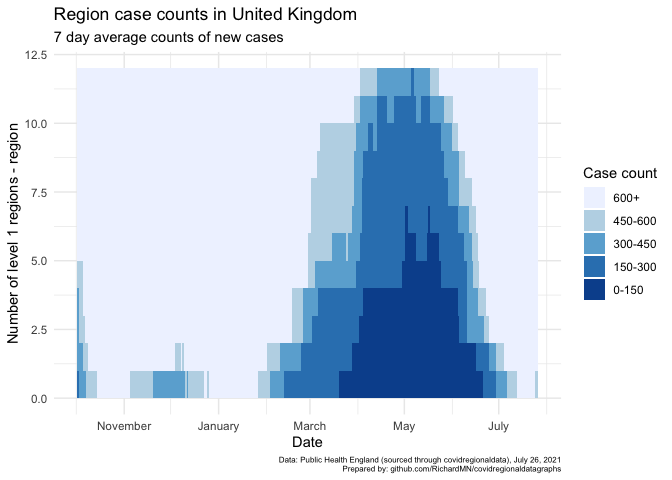 Region case counts in United Kingdom
7 day average counts of new cases
12.5
10.0
7.5
5.0
2.5
0.0
Number of level 1 regions - region
November
January
March
May
July
Date
Case count
600+
450-600
300-450
150-300
0-150
Data: Public Health England (sourced through covidregionaldata), July 26, 2021
Prepared by: github.com/RichardMN/covidregionaldatagraphs